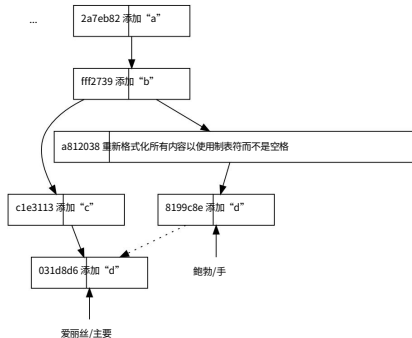 ...
2a7eb82 添加“a”
fff2739 添加“b”
a812038 重新格式化所有内容以使用制表符而不是空格
c1e3113 添加“c”
8199c8e 添加“d”
031d8d6 添加“d”
鲍勃/手
爱丽丝/主要